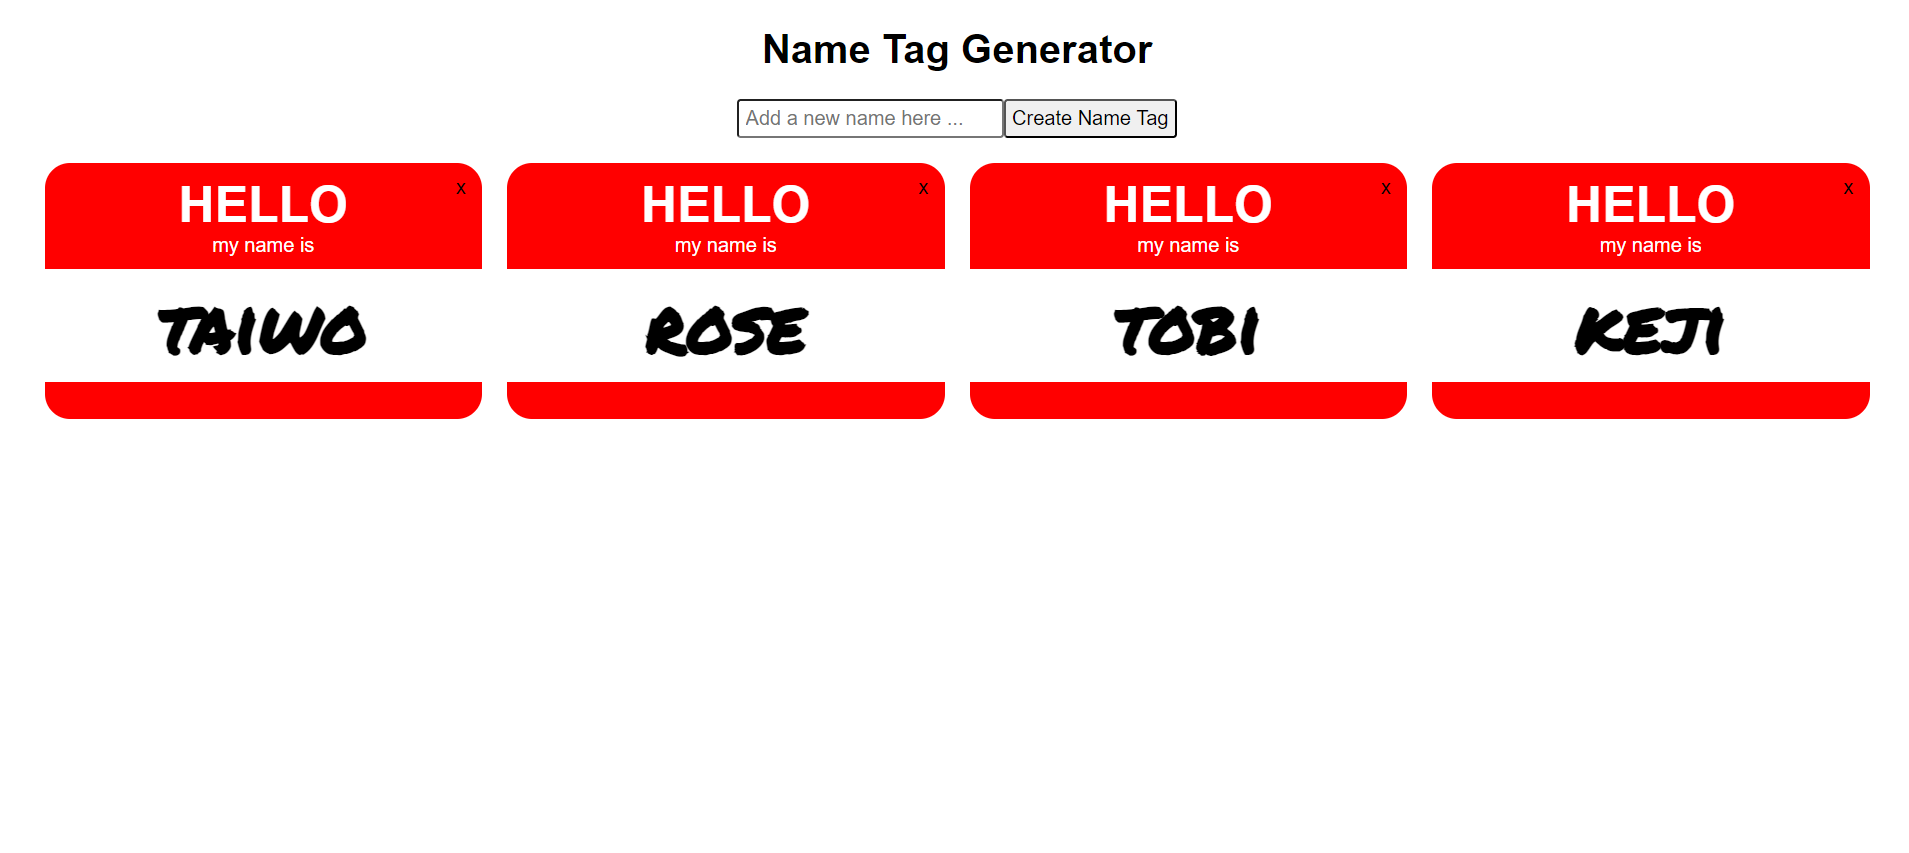 Name Tag Generator
Add a new name here ... Create Name Tag
HELLO x HELLO x HELLO x HELLO x
my name is my name is my name is my name is
TAIWO ROSE TOBI KEJI